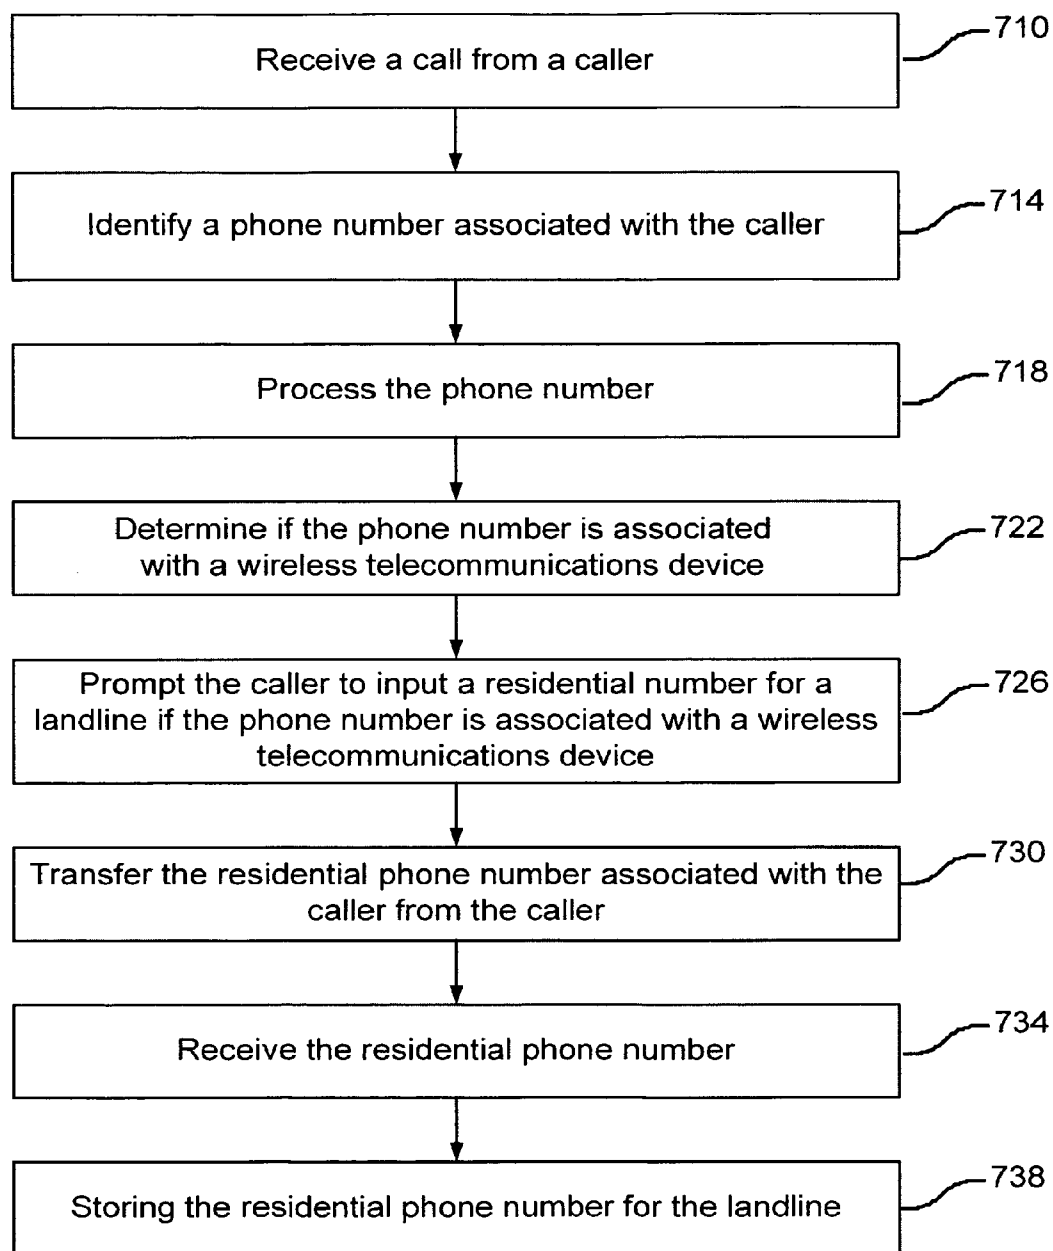 Receive a call from a caller
710
Identify a phone number associated with the caller
714
Process the phone number
718
Determine if the phone number is associated
with a wireless telecommunications device
722
Prompt the caller to input a residential number for a
landline if the phone number is associated with a wireless
telecommunications device
726
Transfer the residential phone number associated with the
caller from the caller
730
Receive the residential phone number
734
Storing the residential phone number for the landline
738